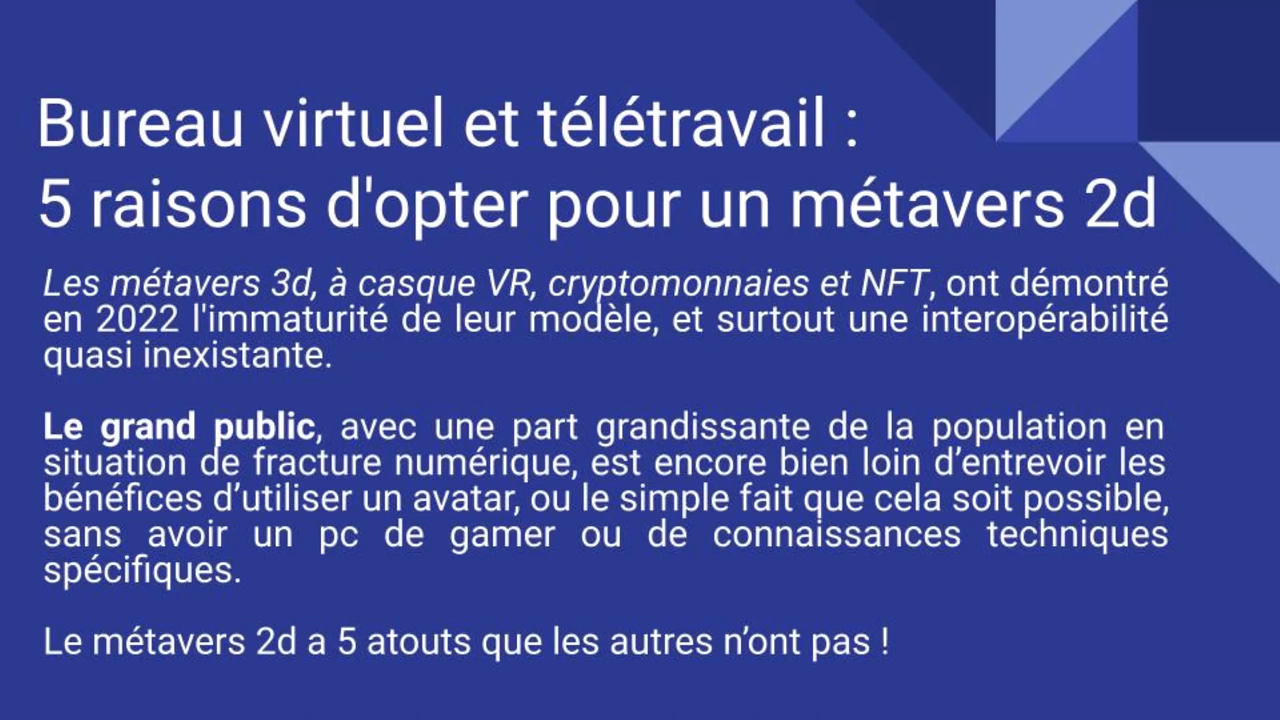 Bureau virtuel et télétravail :
5 raisons d'opter pour un métavers 2d
Les métavers 3d, à casque VR, cryptomonnaies et NFT, ont démontré
en 2022 l'immaturité de leur modèle, et surtout une interopérabilité
quasi inexistante.
Le grand public, avec une part grandissante de la population en
situation de fracture numérique, est encore bien loin d’entrevoir les
bénéfices d’utiliser un avatar, ou le simple fait que cela soit possible,
sans avoir un pc de gamer ou de connaissances techniques
spécifiques.
Le métavers 2d a 5 atouts que les autres n’ont pas !